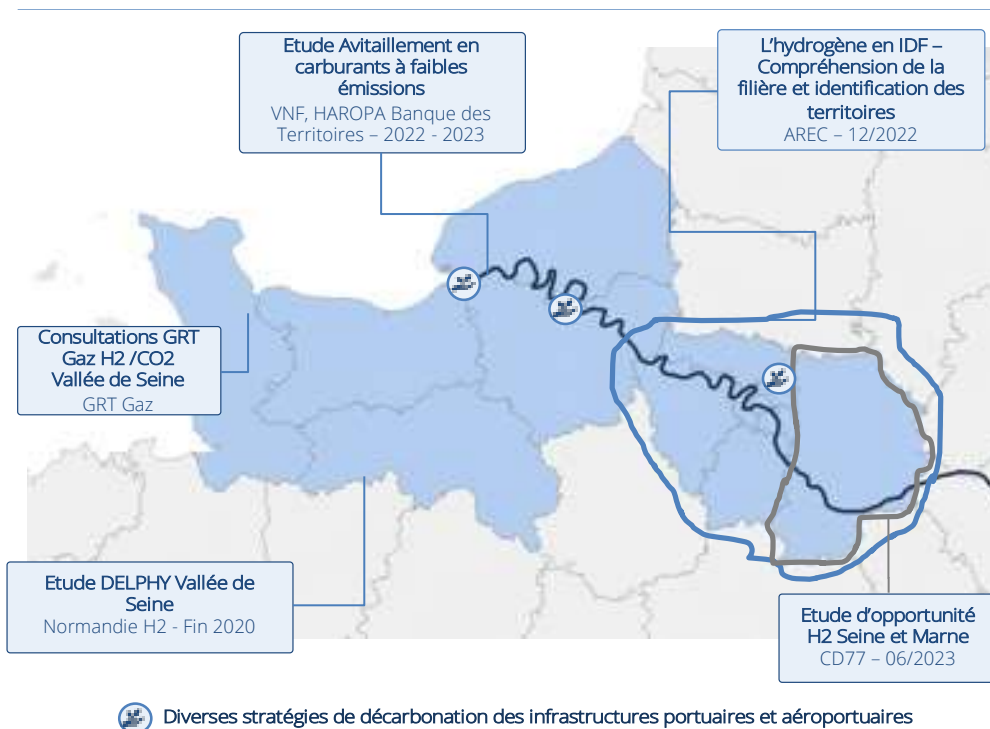 Etude Avitaillement en
carburants à faibles
émissions
VNF, HAROPA Banque des
Territoires – 2022 - 2023
L’hydrogène en IDF –
Compréhension de la
filière et identification des
territoires
AREC – 12/2022
Consultations GRT
Gaz H2 /CO2
Vallée de Seine
GRT Gaz
Etude DELPHY Vallée de
Seine
Normandie H2 - Fin 2020
Etude d’opportunité
H2 Seine et Marne
CD77 – 06/2023
Diverses stratégies de décarbonation des infrastructures portuaires et aéroportuaires